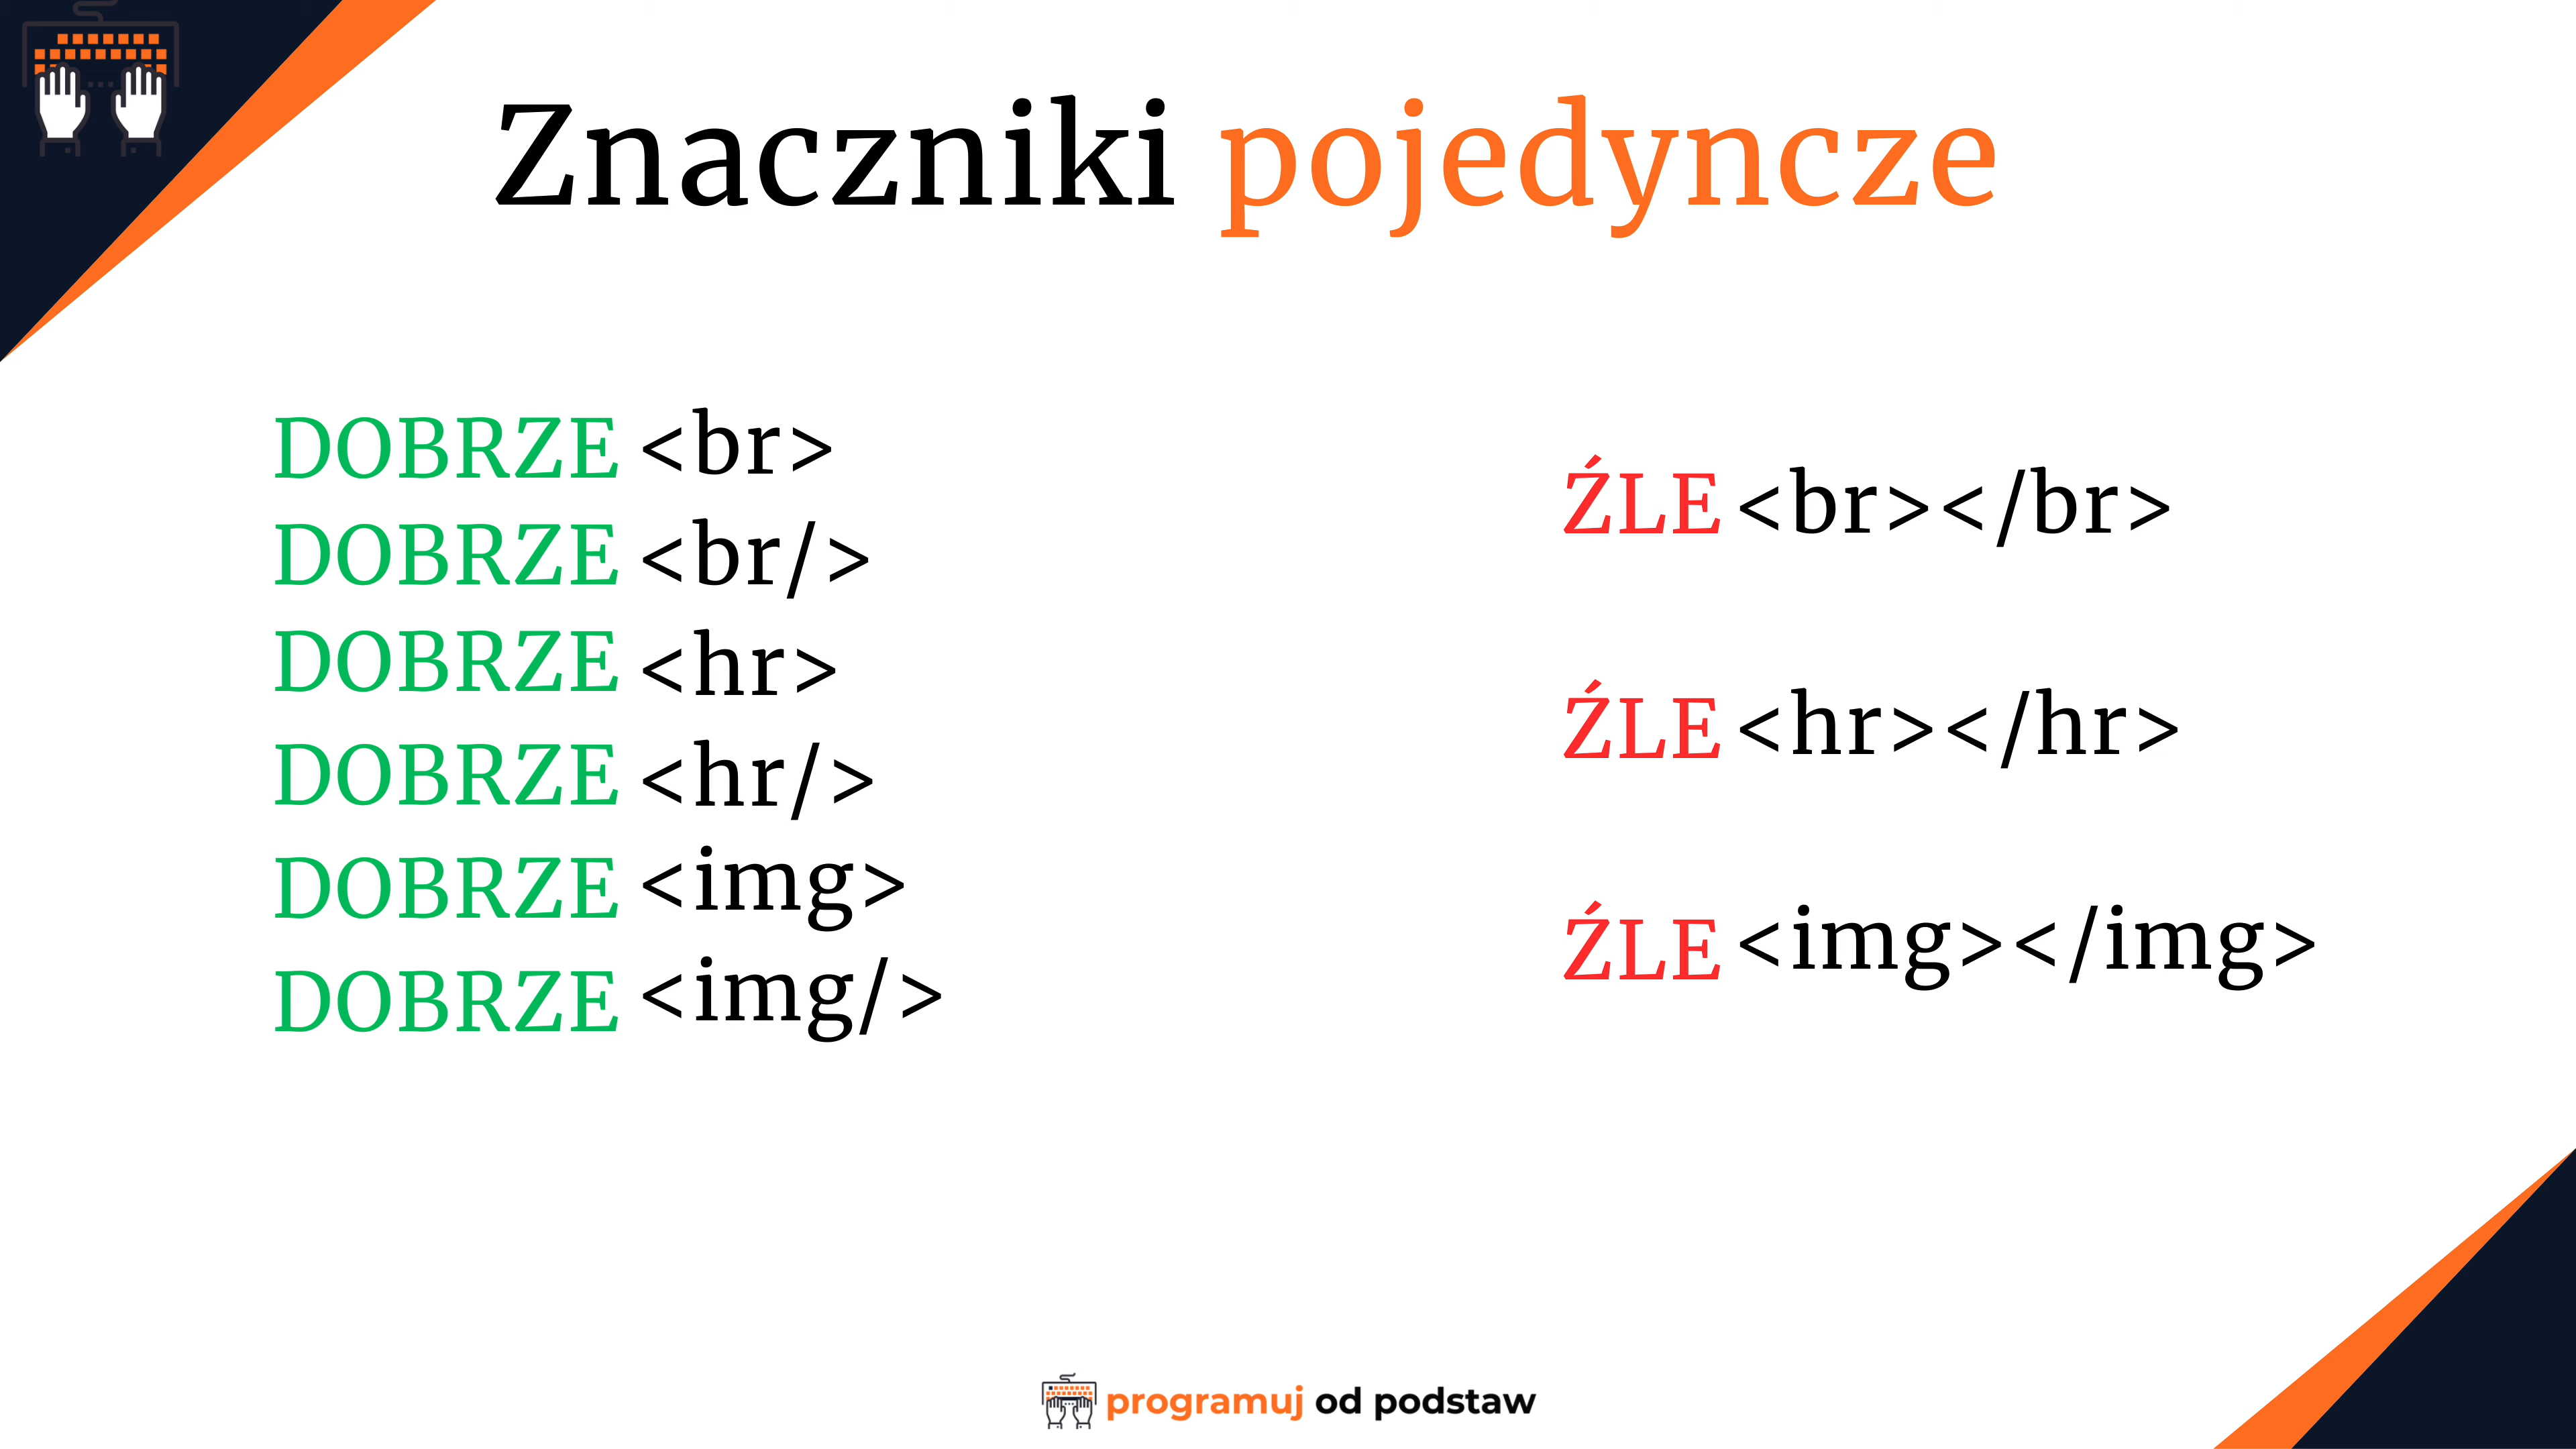 Znaczniki pojedyncze
DOBRZE <br>
DOBRZE <br/>
DOBRZE <hr>
DOBRZE <hr/>
DOBRZE <img>
DOBRZE <img/>
ŹLE <br></br>
ŹLE <hr></hr>
ŹLE <img></img>
programuj od podstaw